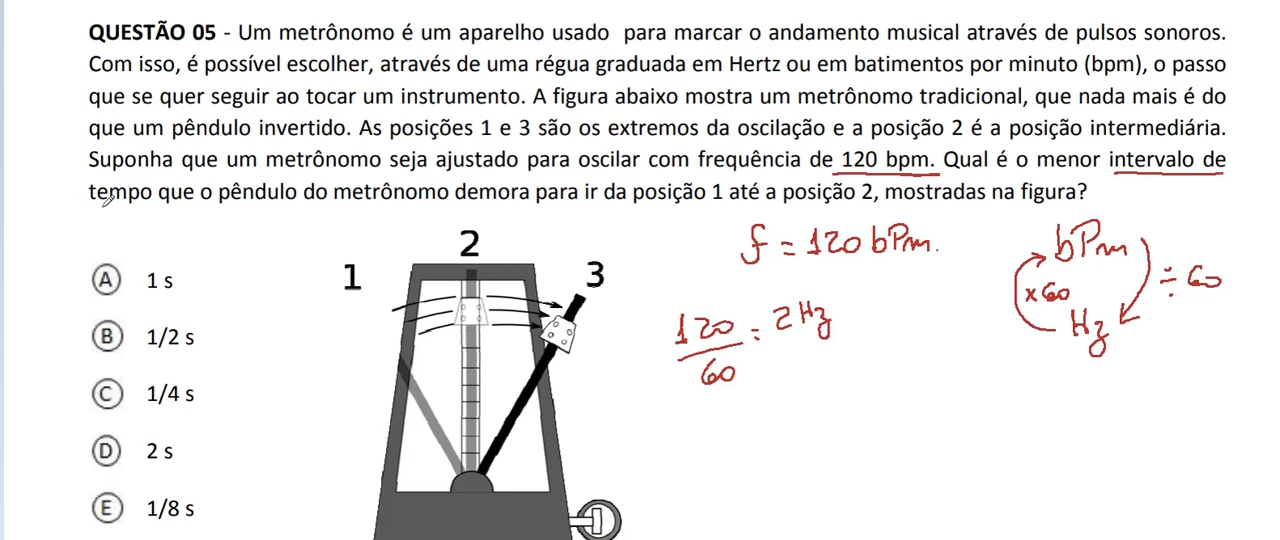 QUESTÃO 05 - Um metrônomo é um aparelho usado para marcar o andamento musical através de pulsos sonoros.
Com isso, é possível escolher, através de uma régua graduada em Hertz ou em batimentos por minuto (bpm), o passo
que se quer seguir ao tocar um instrumento. A figura abaixo mostra um metrônomo tradicional, que nada mais é do
que um pêndulo invertido. As posições 1 e 3 são os extremos da oscilação e a posição 2 é a posição intermediária.
Suponha que um metrônomo seja ajustado para oscilar com frequência de 120 bpm. Qual é o menor intervalo de
tempo que o pêndulo do metrônomo demora para ir da posição 1 até a posição 2, mostradas na figura?
A 1 s
B 1/2 s
C 1/4 s
D 2 s
E 1/8 s
1
2
3
f = 120 bPm.
120
60
= 2 Hz
bPm
x60
÷ 60
Hz